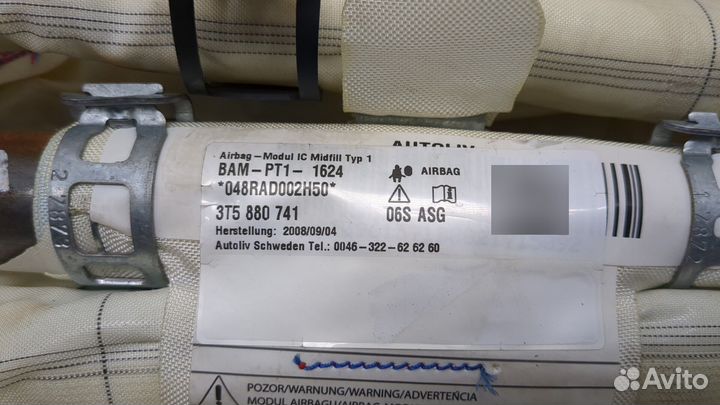 AUTOLIV
Airbag-Modul IC Midfill Typ 1
BAM-PT1- 1624
*048RAD002H50*
3T5 880 741
Herstellung: 2008/09/04
Autoliv Schweden Tel.: 0046-322-62 62 60
AIRBAG
06S ASG
POZOR/WARNUNG/WARNING/ADVERTENCIA
Avito